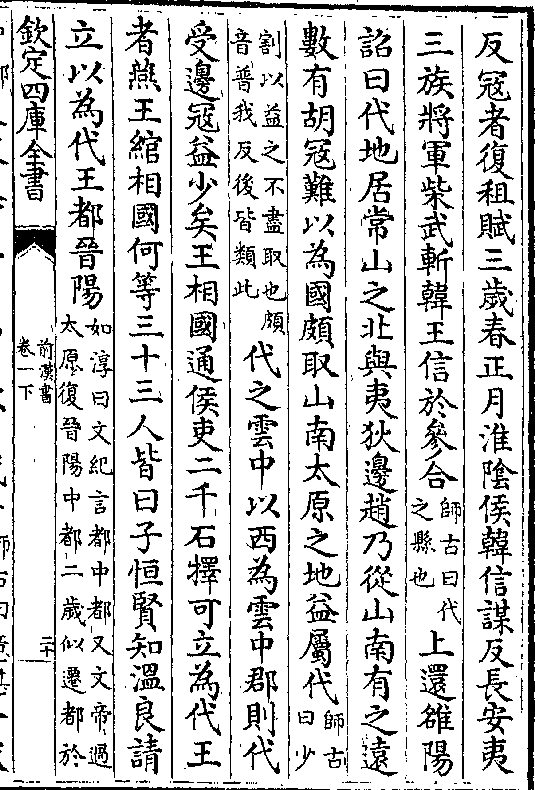 反冦者復租賦三歳春正月淮隂侯韓信謀反長安夷
三族將軍柴武斬韓王信於參合師古曰代之縣也上還雒陽
詔曰代地居常山之北與夷狄邊趙乃從山南有之遠
數有胡冦難以為國頗取山南太原之地益屬代師古曰少
割以益之不盡取也頗音普我反後皆類此代之雲中以西為雲中郡則代
受邊冦益少矣王相國通侯吏二千石擇可立為代王
者燕王綰相國何等三十三人皆曰子恒賢知溫良請
立以為代王都晉陽如淳曰文紀言都中都又文帝過太原復晉陽中都二歳似遷都於
欽定四庫全書
前漢書
卷一下
二十